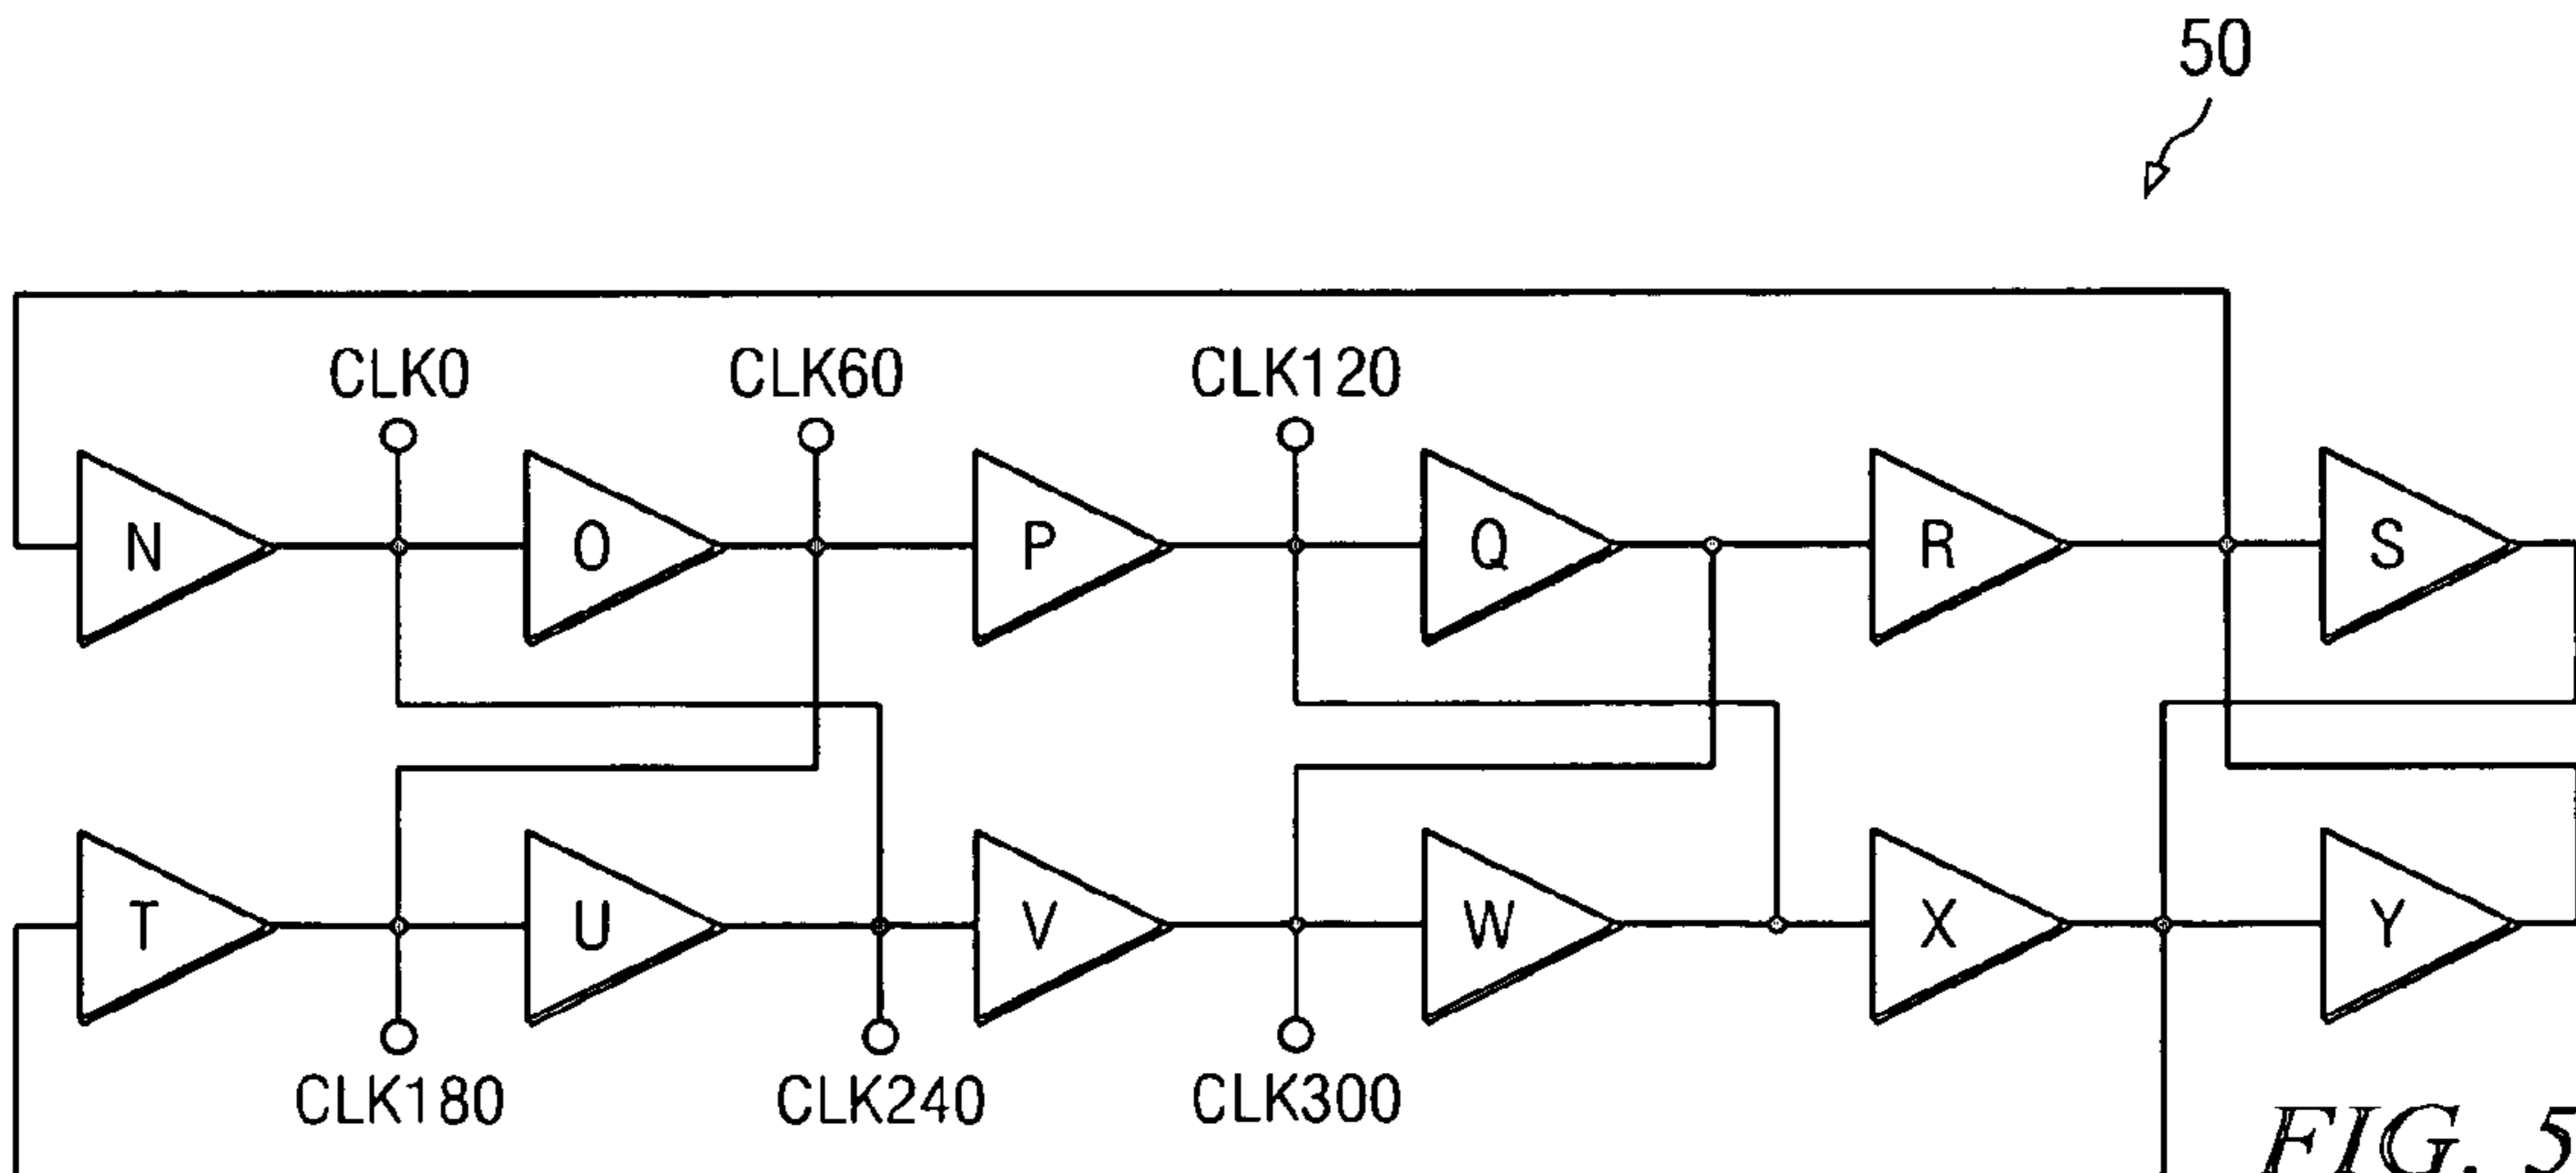 50
CLK0 CLK60 CLK120
N O P Q R S
T U V W X Y
CLK180 CLK240 CLK300
FIG. 5